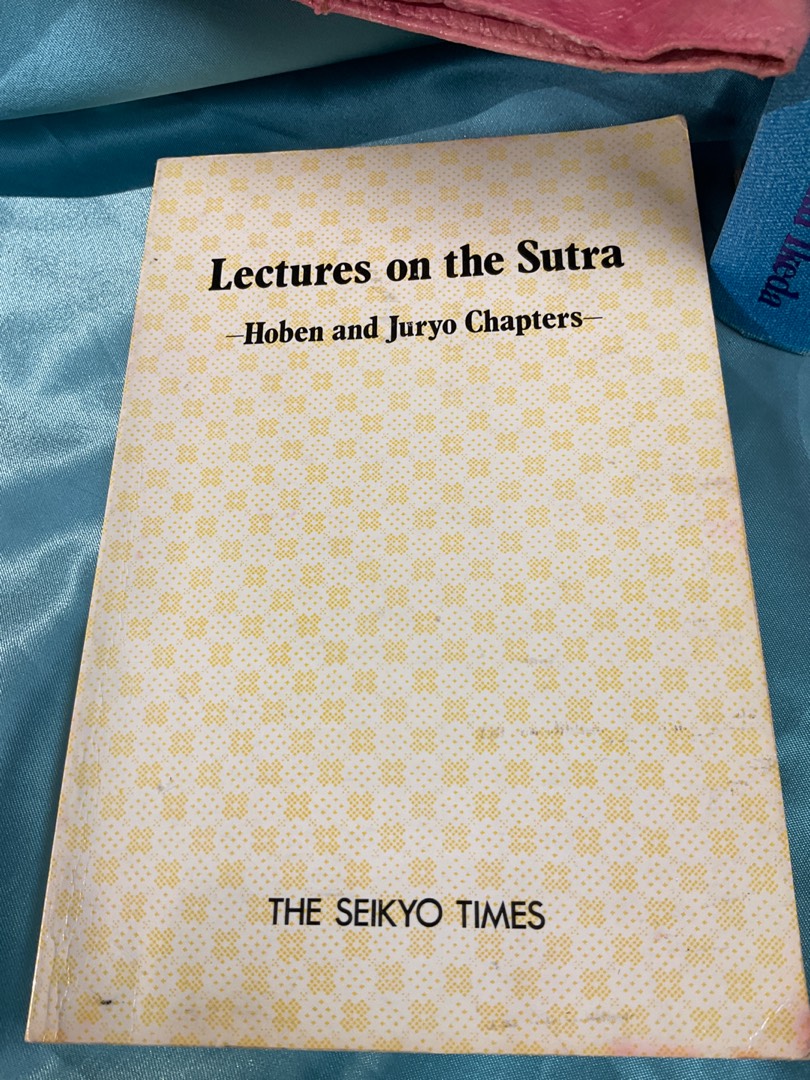 Lectures on the Sutra
—Hoben and Juryo Chapters—
THE SEIKYO TIMES
Ikeda